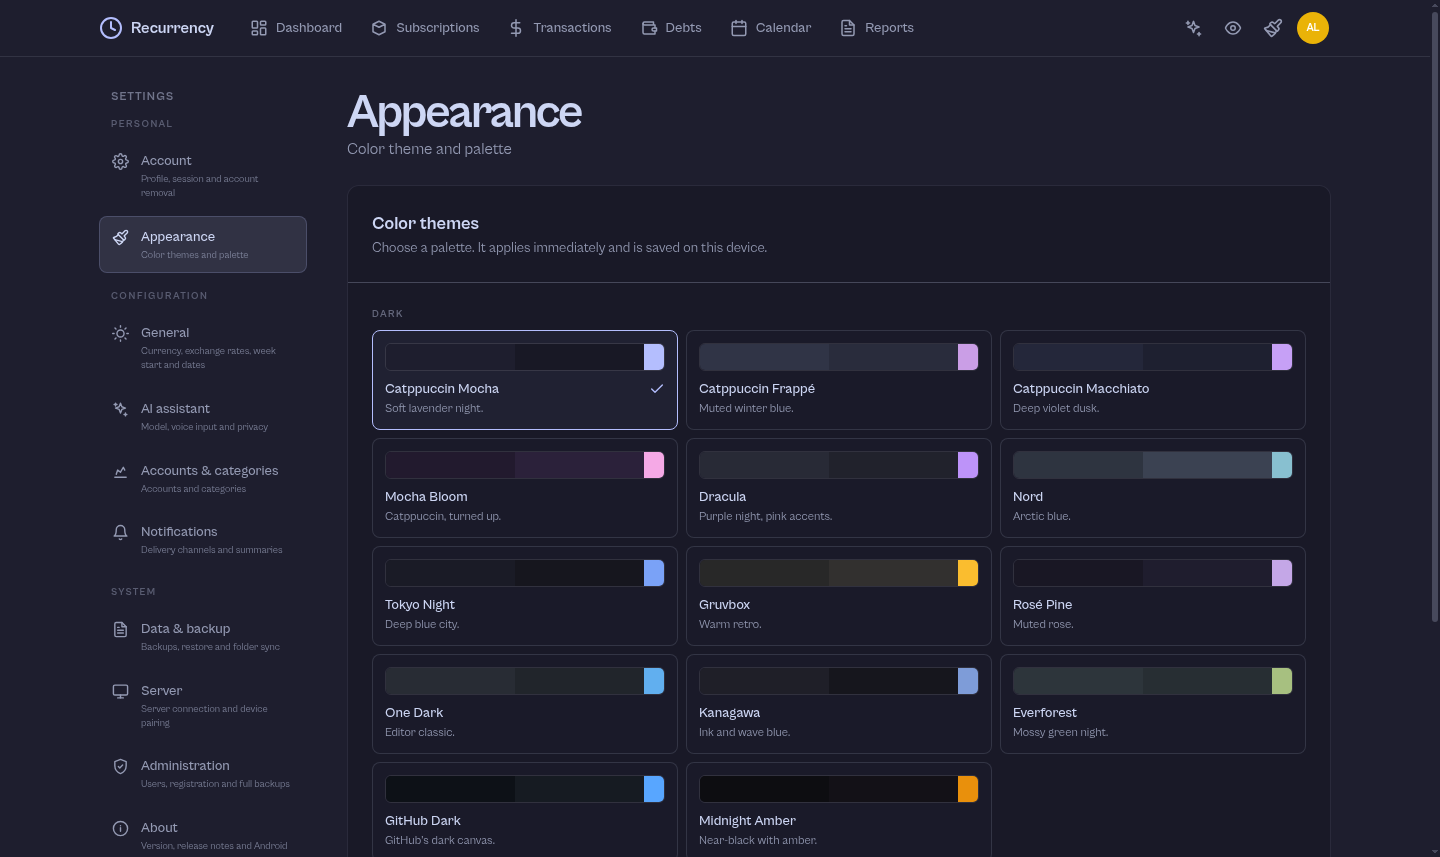 Recurrency
Dashboard
Subscriptions
Transactions
Debts
Calendar
Reports
AL
SETTINGS
PERSONAL
Account
Profile, session and account
removal
Appearance
Color themes and palette
CONFIGURATION
General
Currency, exchange rates, week
start and dates
AI assistant
Model, voice input and privacy
Accounts & categories
Accounts and categories
Notifications
Delivery channels and summaries
SYSTEM
Data & backup
Backups, restore and folder sync
Server
Server connection and device
pairing
Administration
Users, registration and full backups
About
Version, release notes and Android
Appearance
Color theme and palette
Color themes
Choose a palette. It applies immediately and is saved on this device.
DARK
Catppuccin Mocha
Soft lavender night.
Catppuccin Frappé
Muted winter blue.
Catppuccin Macchiato
Deep violet dusk.
Mocha Bloom
Catppuccin, turned up.
Dracula
Purple night, pink accents.
Nord
Arctic blue.
Tokyo Night
Deep blue city.
Gruvbox
Warm retro.
Rosé Pine
Muted rose.
One Dark
Editor classic.
Kanagawa
Ink and wave blue.
Everforest
Mossy green night.
GitHub Dark
GitHub's dark canvas.
Midnight Amber
Near-black with amber.